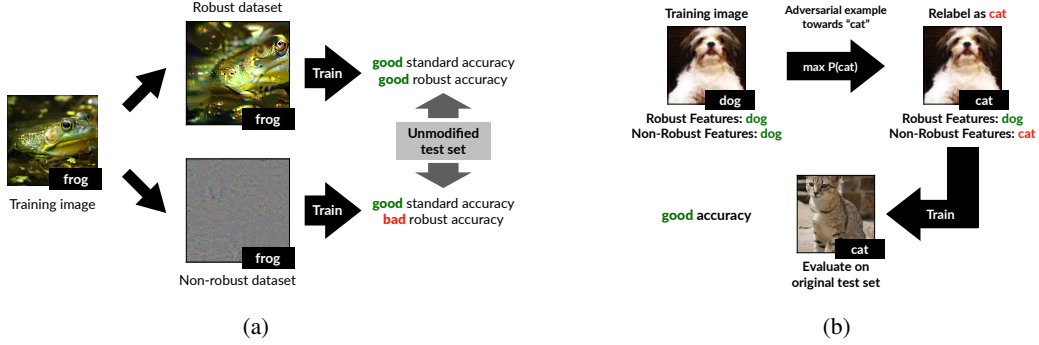 Robust dataset
frog
Train
good standard accuracy
good robust accuracy
Unmodified
test set
frog
Training image
Train
good standard accuracy
bad robust accuracy
frog
Non-robust dataset
(a)
Training image
dog
Robust Features: dog
Non-Robust Features: dog
Adversarial example
towards “cat”
max P(cat)
Relabel as cat
cat
Robust Features: dog
Non-Robust Features: cat
Train
good accuracy
cat
Evaluate on
original test set
(b)